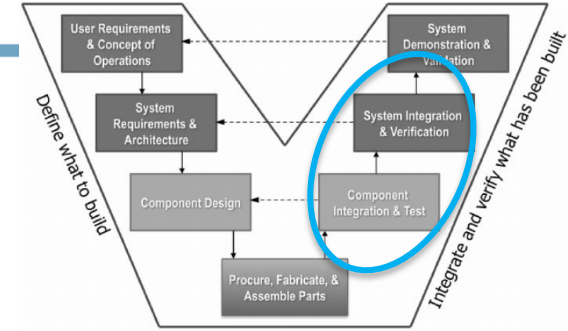 User Requirements
& Concept of
Operations
System
Demonstration &
Validation
System
Requirements &
Architecture
System Integration
& Verification
Component Design
Component
Integration & Test
Procure, Fabricate, &
Assemble Parts
Define what to build
Integrate and verify what has been built